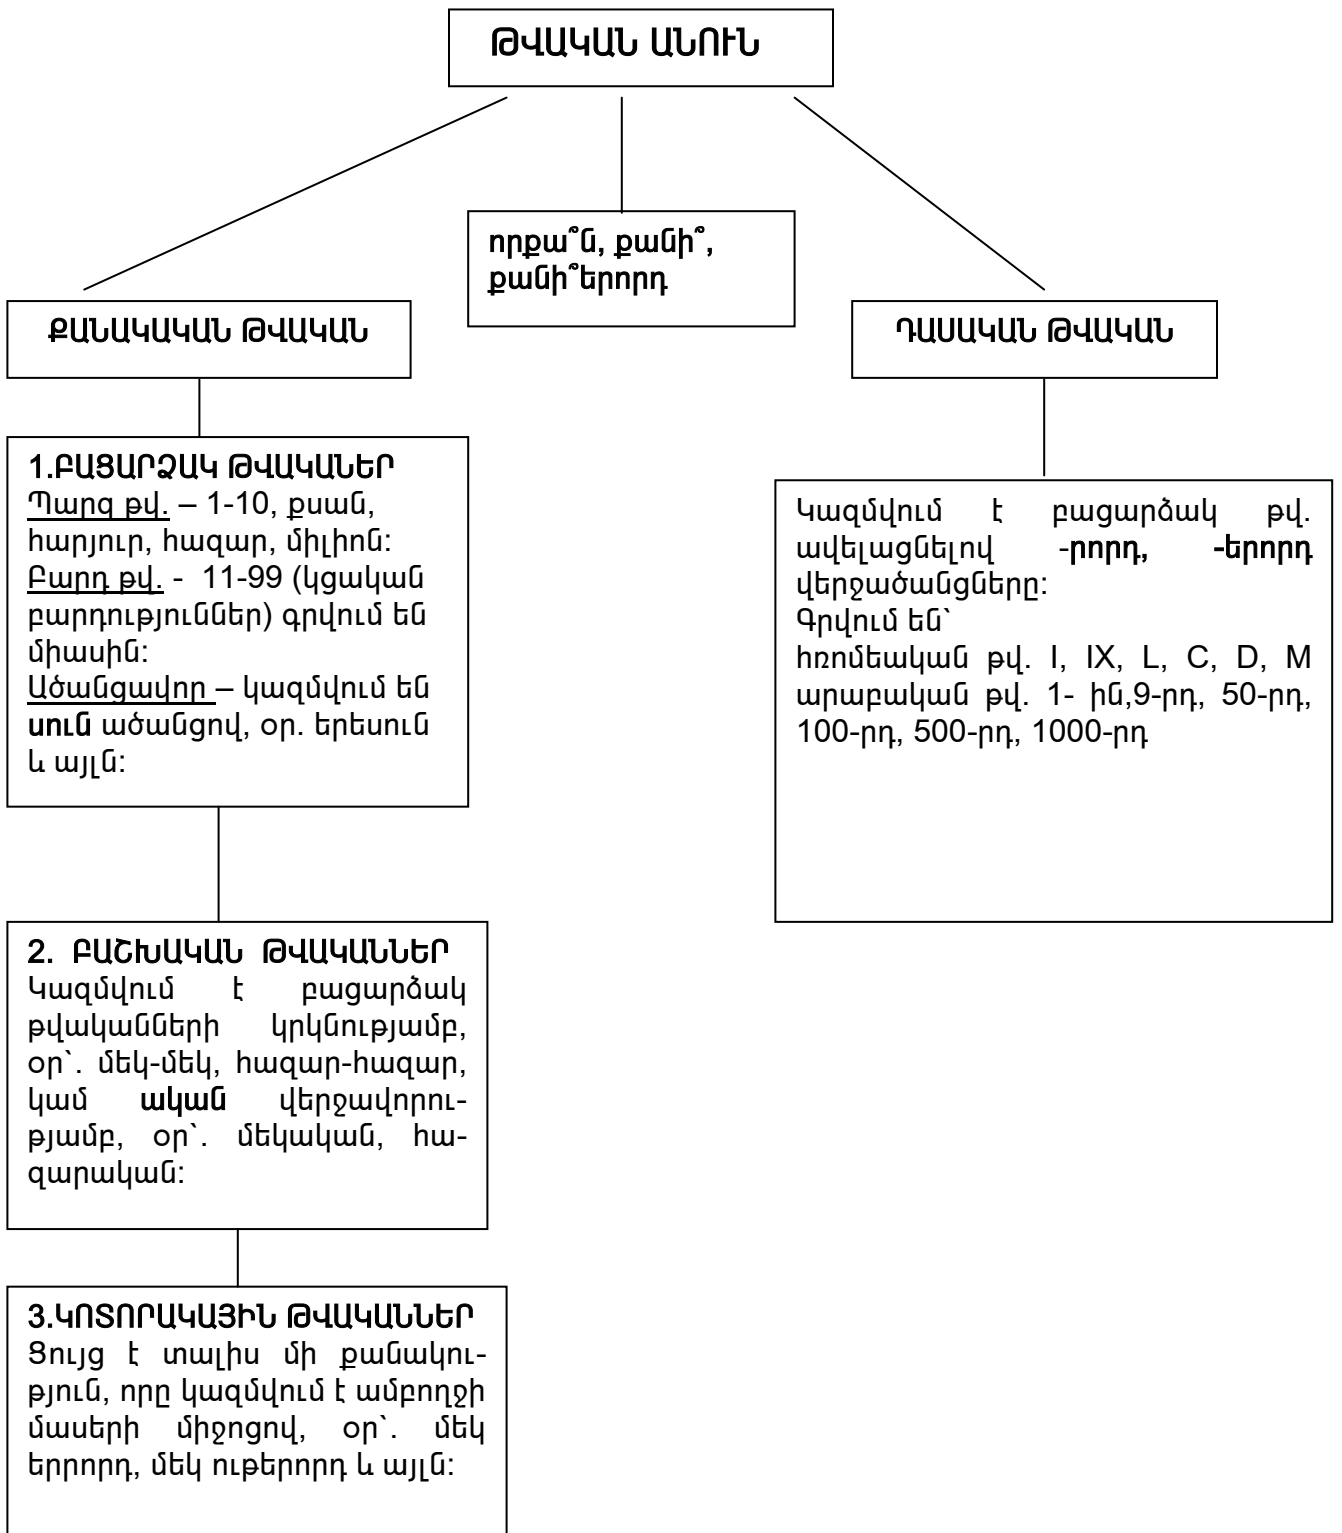 ԹՎԱԿԱՆ ԱՆՈՒՆ
որքա՞ն, քանի՞,
քանի՞երորդ
ՔԱՆԱԿԱԿԱՆ ԹՎԱԿԱՆ
ԴԱՍԱԿԱՆ ԹՎԱԿԱՆ
1.ԲԱՑԱՐՁԱԿ ԹՎԱԿԱՆԵՐ
Պարզ թվ. – 1-10, քսան,
հարյուր, հազար, միլիոն:
Բարդ թվ. - 11-99 (կցական
բարդություններ) գրվում են
միասին:
Ածանցավոր – կազմվում են
սուն ածանցով, օր. երեսուն
և այլն:
Կազմվում է բացարձակ թվ.
ավելացնելով -րորդ, -երորդ
վերջածանցները:
Գրվում են՝
հռոմեական թվ. I, IX, L, C, D, M
արաբական թվ. 1- ին,9-րդ, 50-րդ,
100-րդ, 500-րդ, 1000-րդ
2. ԲԱՇԽԱԿԱՆ ԹՎԱԿԱՆՆԵՐ
Կազմվում է բացարձակ
թվականների կրկնությամբ,
օր՝. մեկ-մեկ, հազար-հազար,
կամ ական վերջավորու-
թյամբ, օր՝. մեկական, հա-
զարական:
3.ԿՈՏՈՐԱԿԱՅԻՆ ԹՎԱԿԱՆՆԵՐ
Ցույց է տալիս մի քանակու-
թյուն, որը կազմվում է ամբողջի
մասերի միջոցով, օր՝. մեկ
երրորդ, մեկ ութերորդ և այլն: